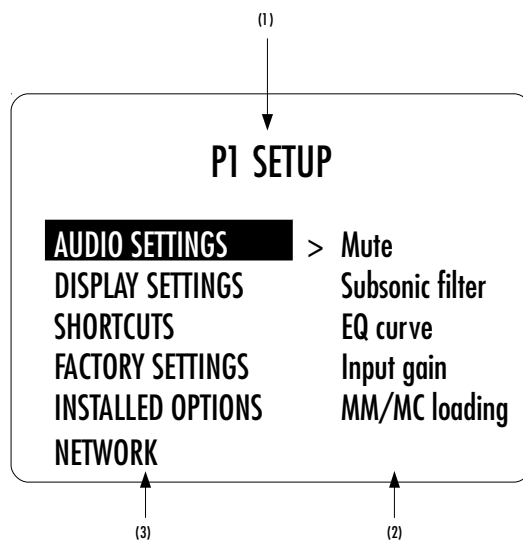 (1)
P1 SETUP
AUDIO SETTINGS > Mute
DISPLAY SETTINGS Subsonic filter
SHORTCUTS EQ curve
FACTORY SETTINGS Input gain
INSTALLED OPTIONS MM/MC loading
NETWORK
(3) (2)